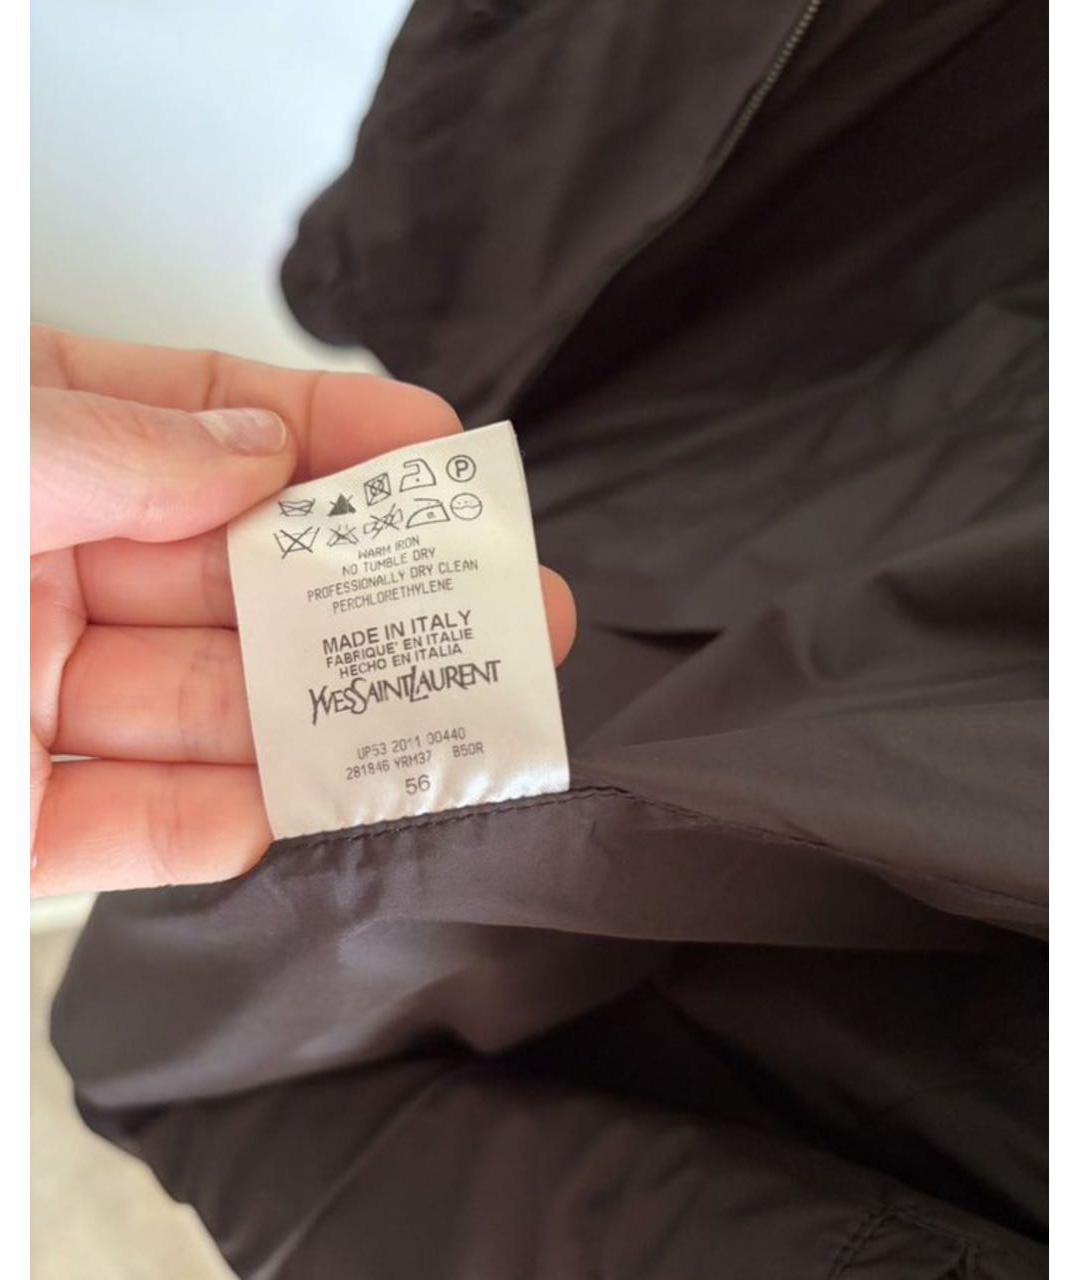 P
WARM IRON
NO TUMBLE DRY
PROFESSIONALLY DRY CLEAN
PERCHLORETHYLENE
MADE IN ITALY
FABRIQUE' EN ITALIE
HECHO EN ITALIA
YVESSAINTLAURENT
UP53 2011 00440
281846 YRM37 B50R
56